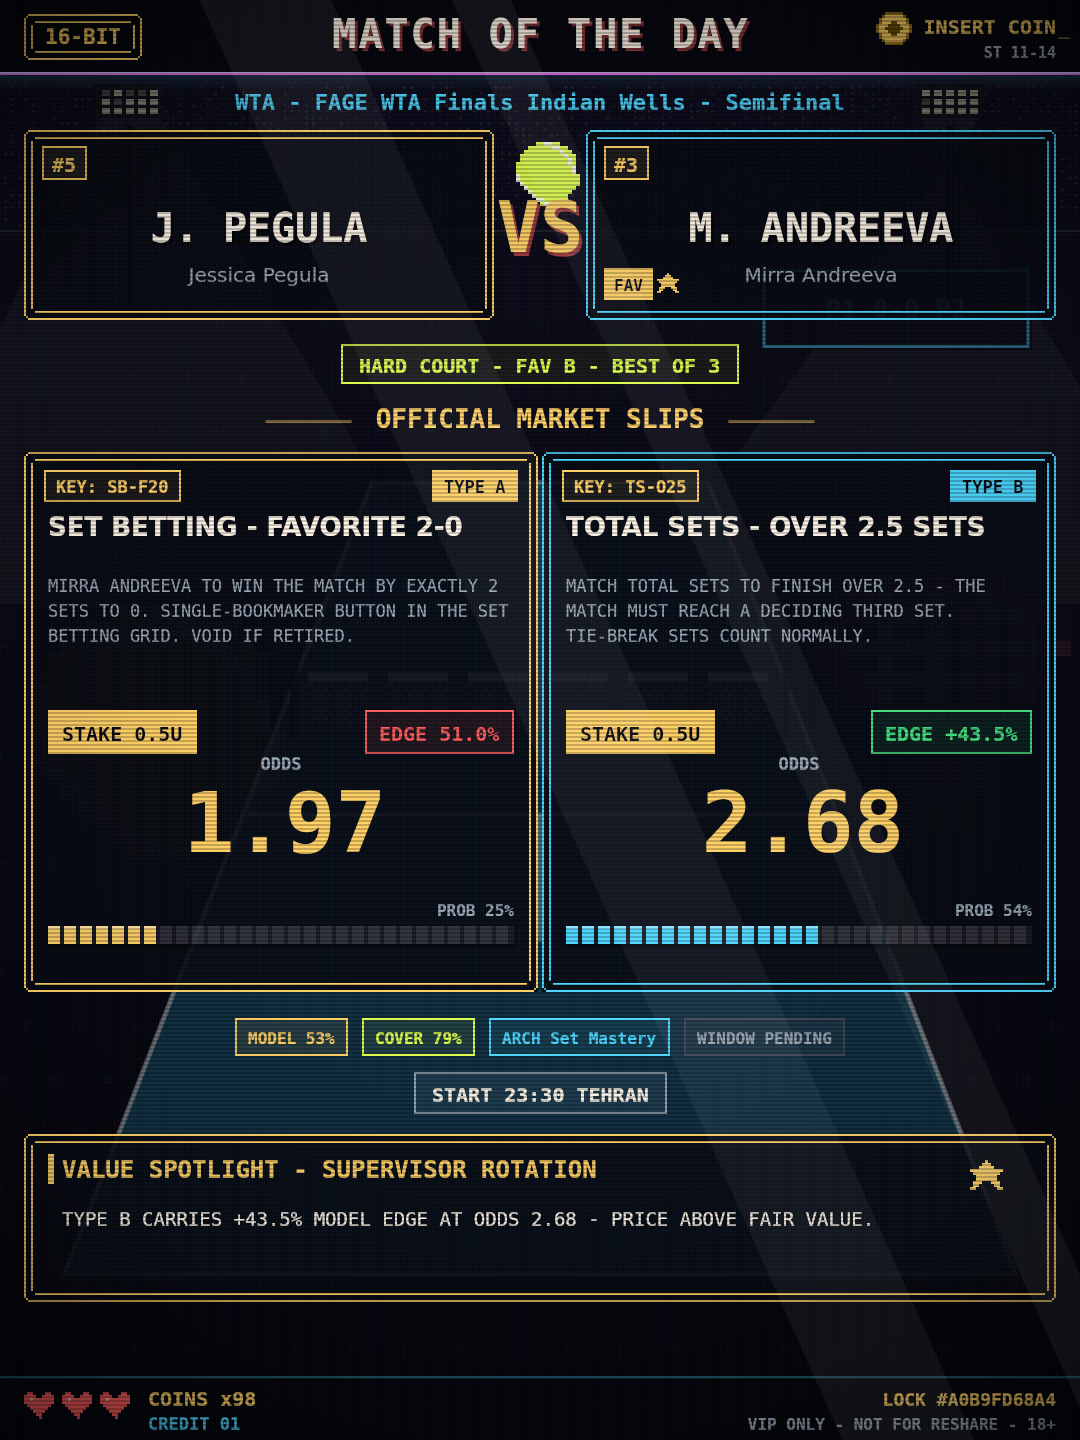 16-BIT
MATCH OF THE DAY
INSERT COIN_
ST 11-14
WTA - FAGE WTA Finals Indian Wells - Semifinal
#5
J. PEGULA
Jessica Pegula
VS
#3
M. ANDREEVA
Mirra Andreeva
FAV
P1 0-0 P2
HARD COURT - FAV B - BEST OF 3
OFFICIAL MARKET SLIPS
KEY: SB-F20
TYPE A
SET BETTING - FAVORITE 2-0
MIRRA ANDREEVA TO WIN THE MATCH BY EXACTLY 2
SETS TO 0. SINGLE-BOOKMAKER BUTTON IN THE SET
BETTING GRID. VOID IF RETIRED.
STAKE 0.5U
EDGE 51.0%
ODDS
1.97
PROB 25%
KEY: TS-O25
TYPE B
TOTAL SETS - OVER 2.5 SETS
MATCH TOTAL SETS TO FINISH OVER 2.5 - THE
MATCH MUST REACH A DECIDING THIRD SET.
TIE-BREAK SETS COUNT NORMALLY.
STAKE 0.5U
EDGE +43.5%
ODDS
2.68
PROB 54%
MODEL 53%
COVER 79%
ARCH Set Mastery
WINDOW PENDING
START 23:30 TEHRAN
VALUE SPOTLIGHT - SUPERVISOR ROTATION
TYPE B CARRIES +43.5% MODEL EDGE AT ODDS 2.68 - PRICE ABOVE FAIR VALUE.
COINS x98
CREDIT 01
LOCK #A0B9FD68A4
VIP ONLY - NOT FOR RESHARE - 18+